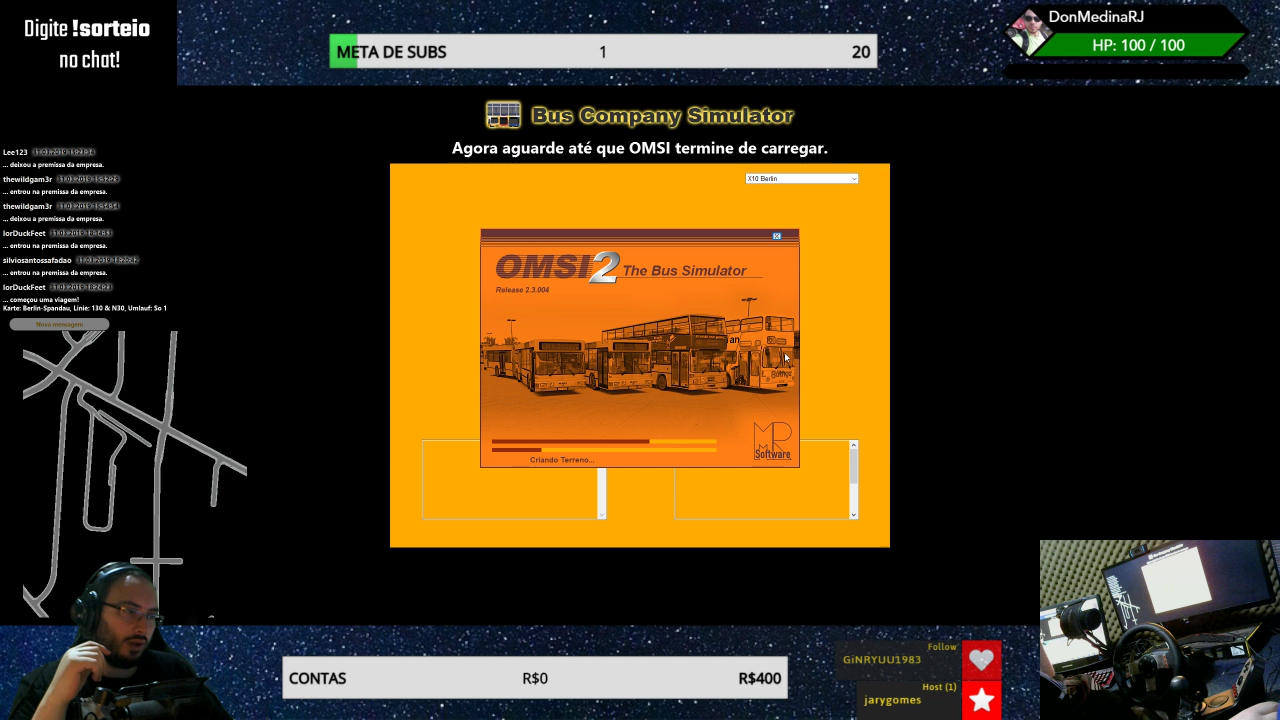 Digite !sorteio
no chat!
META DE SUBS 1 20
DonMedinaRJ
HP: 100 / 100
Bus Company Simulator
Agora aguarde até que OMSI termine de carregar.
Lee123
... deixou a premissa da empresa.
thewildgam3r
... entrou na premissa da empresa.
thewildgam3r
... deixou a premissa da empresa.
lorDuckFeet
... entrou na premissa da empresa.
silviosantossafadao
... entrou na premissa da empresa.
lorDuckFeet
... começou uma viagem!
Karte: Berlin-Spandau, Linie: 130 & N30, Umlauf: So 1
Nova mensagem
X10 Berlin
OMSI 2 The Bus Simulator
Release 2.3.004
MR
Software
Criando Terreno...
CONTAS R$0 R$400
Follow
GiNRYUU1983
Host (1)
jarygomes